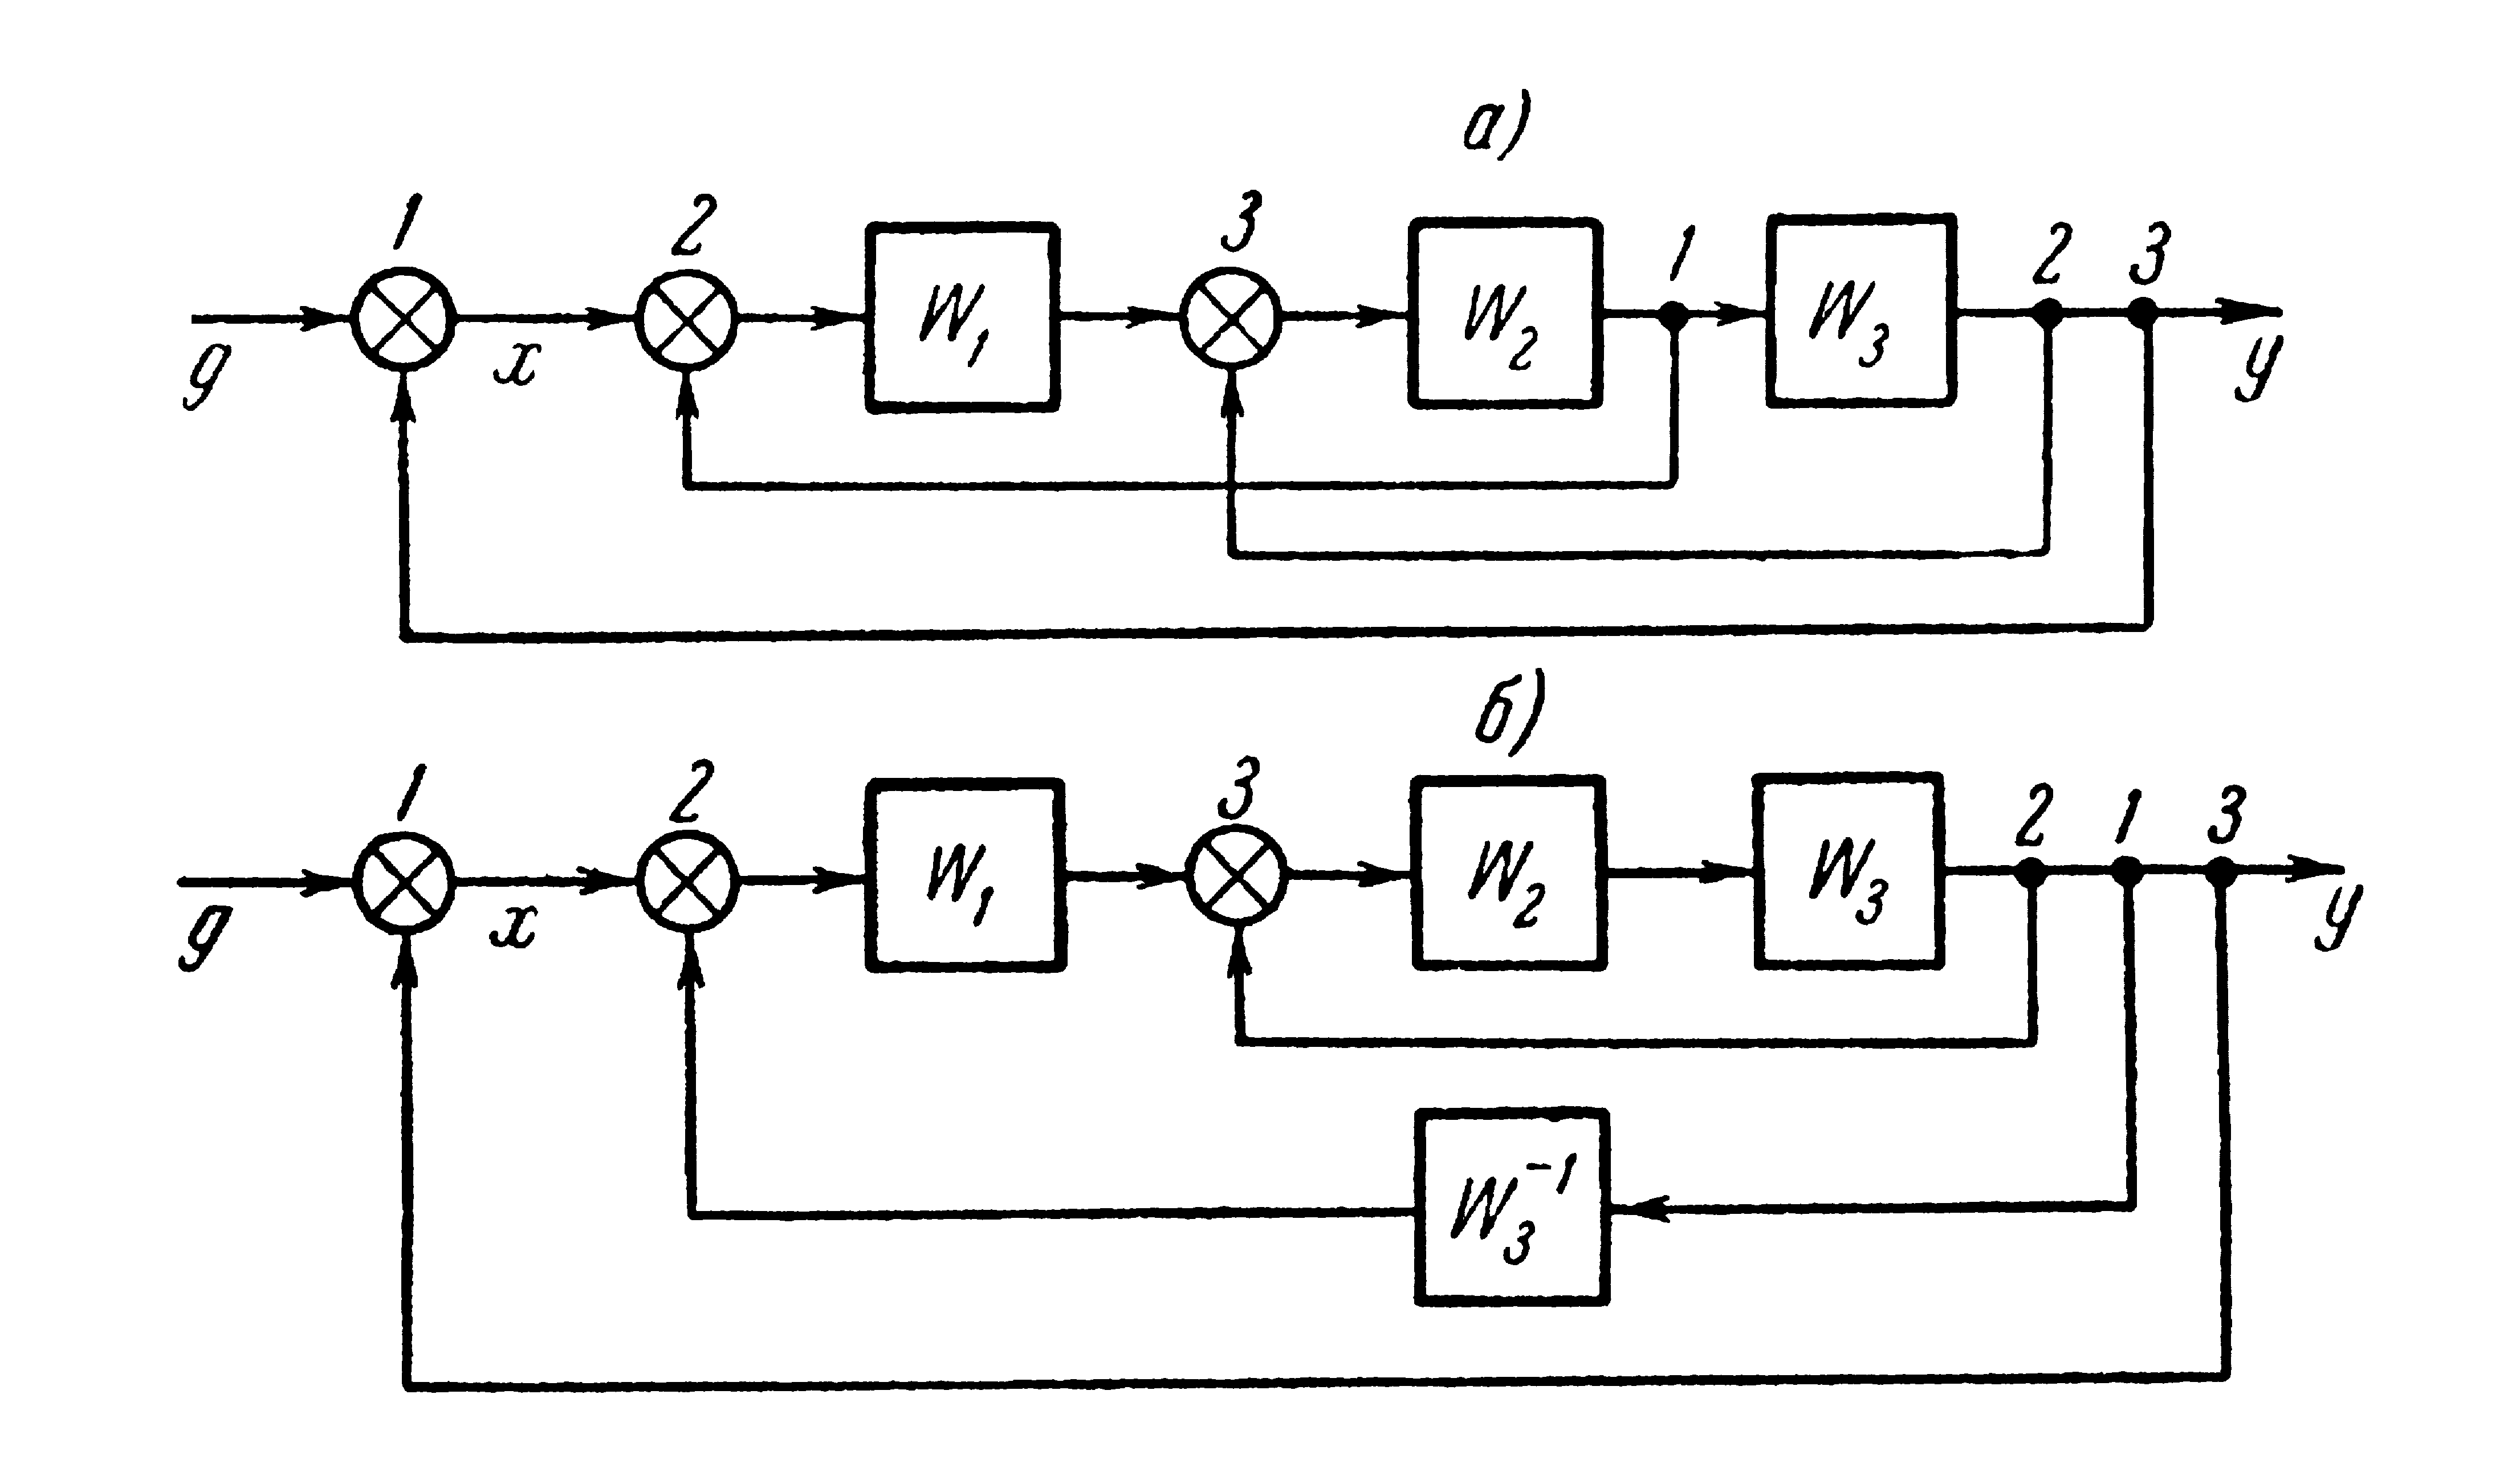 а)
1 2 3 1 2 3
W₁ W₂ W₃
g x y
б)
1 2 3 2 1 3
W₁ W₂ W₃
g x y
W₃⁻¹